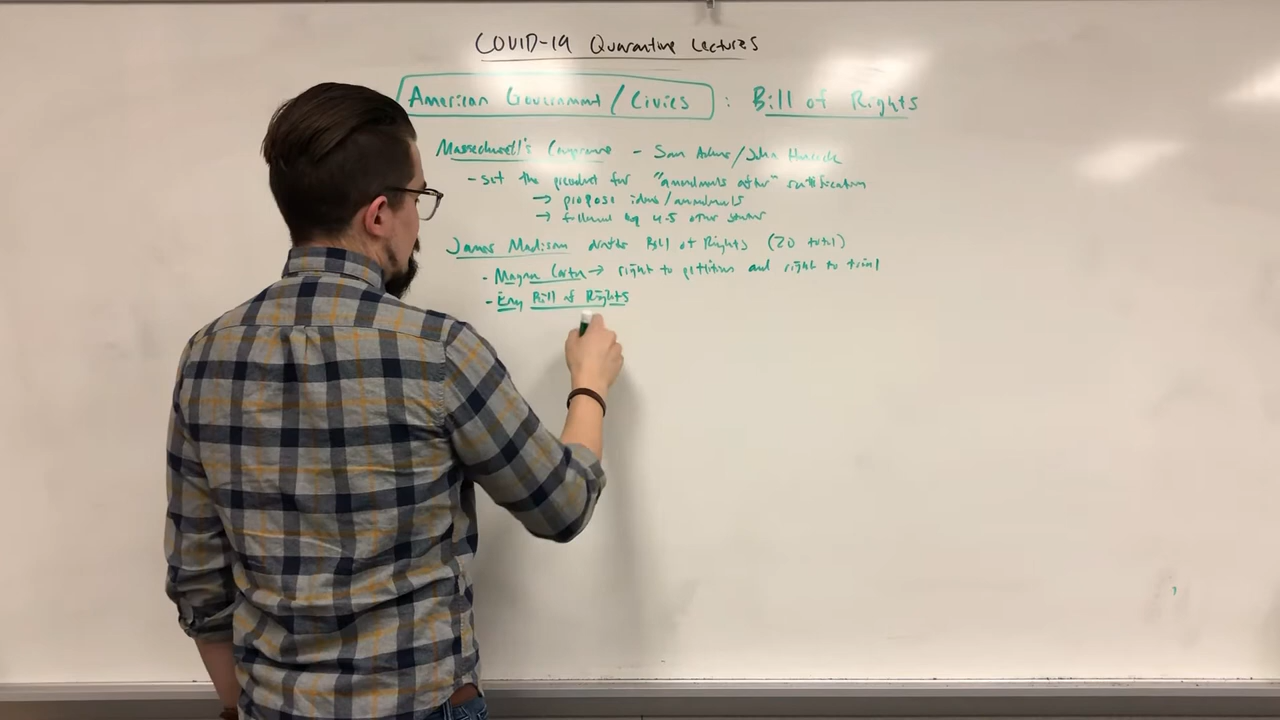 COVID-19 Quarantine Lectures
American Government / Civics : Bill of Rights
Massachusett's Compromise - Sam Adams/John Hancock
- set the precedent for "amendments after" ratification
→ propose ideas/amendments
→ followed by 4-5 other states
James Madison drafts Bill of Rights (20 total)
- Magna Carta → right to petition and right to trial
- Eng Bill of Rights